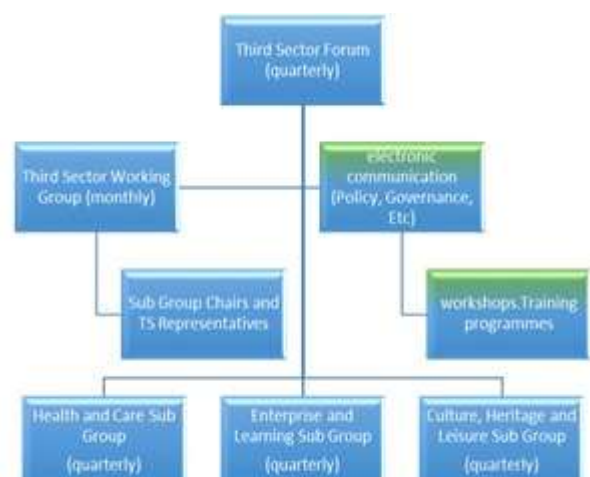 Third Sector Forum
(quarterly)
Third Sector Working
Group (monthly)
electronic
communication
(Policy, Governance,
Etc)
Sub Group Chairs and
TS Representatives
workshops.Training
programmes
Health and Care Sub
Group
(quarterly)
Enterprise and
Learning Sub Group
(quarterly)
Culture, Heritage and
Leisure Sub Group
(quarterly)